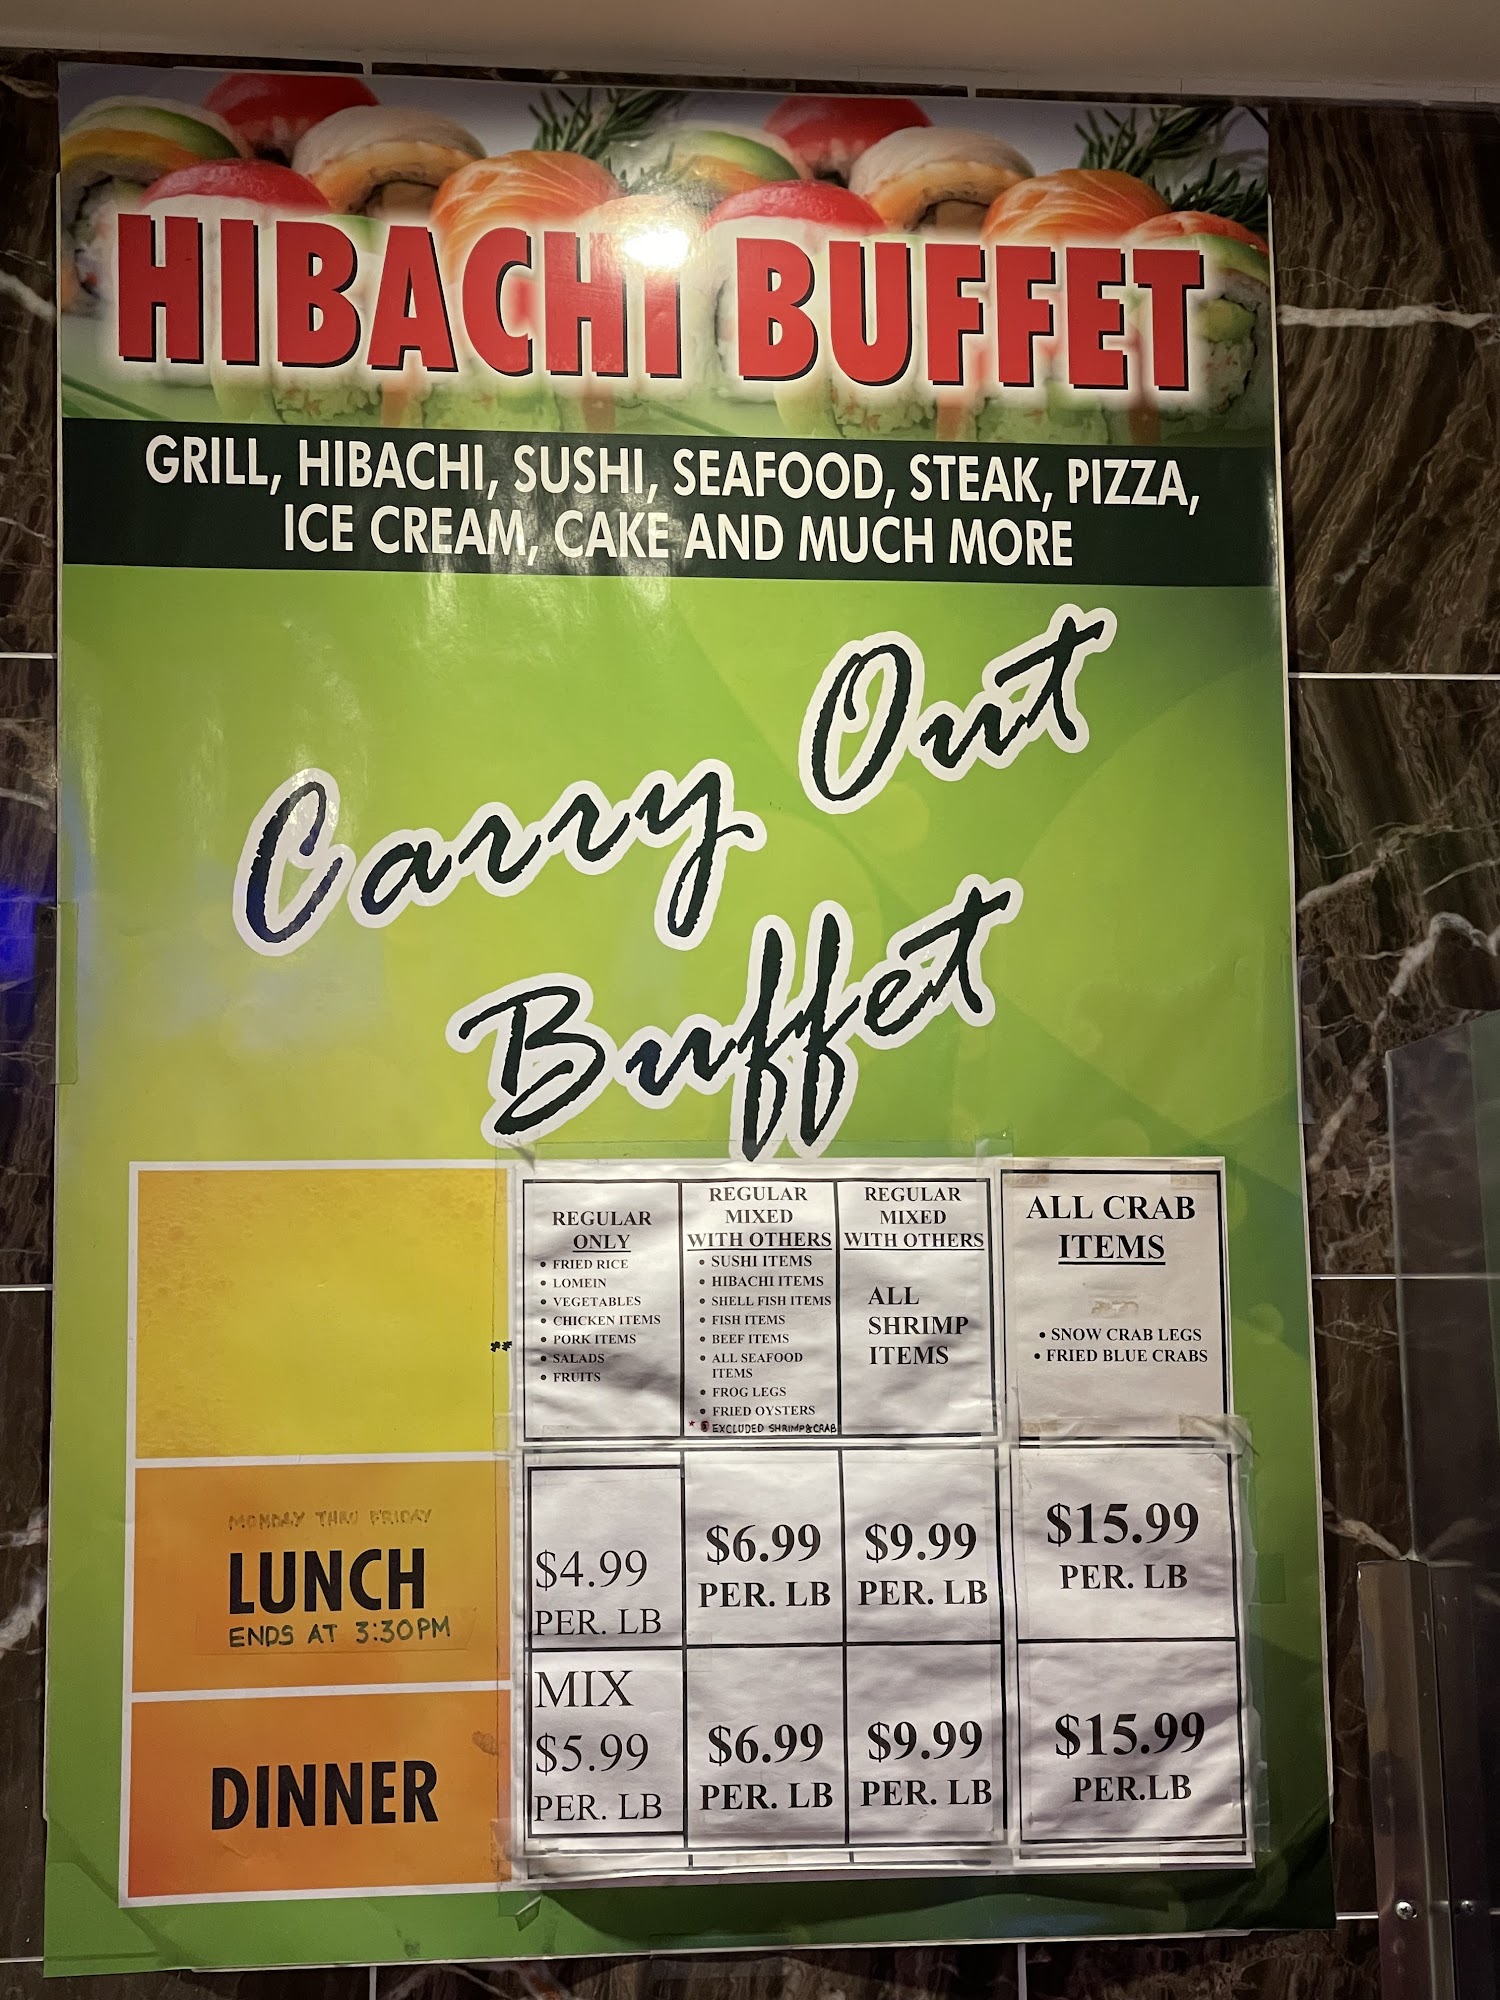 HIBACHI BUFFET
GRILL, HIBACHI, SUSHI, SEAFOOD, STEAK, PIZZA,
ICE CREAM, CAKE AND MUCH MORE
Carry Out
Buffet
REGULAR
ONLY
• FRIED RICE
• LOMEIN
• VEGETABLES
• CHICKEN ITEMS
• PORK ITEMS
• SALADS
• FRUITS
REGULAR
MIXED
WITH OTHERS
• SUSHI ITEMS
• HIBACHI ITEMS
• SHELL FISH ITEMS
• FISH ITEMS
• BEEF ITEMS
• ALL SEAFOOD
ITEMS
• FROG LEGS
• FRIED OYSTERS
* EXCLUDED SHRIMP&CRAB
REGULAR
MIXED
WITH OTHERS
ALL
SHRIMP
ITEMS
ALL CRAB
ITEMS
• SNOW CRAB LEGS
• FRIED BLUE CRABS
**
MONDAY THRU FRIDAY
LUNCH
ENDS AT 3:30PM
$4.99
PER. LB
$6.99
PER. LB
$9.99
PER. LB
$15.99
PER. LB
DINNER
MIX
$5.99
PER. LB
$6.99
PER. LB
$9.99
PER. LB
$15.99
PER.LB